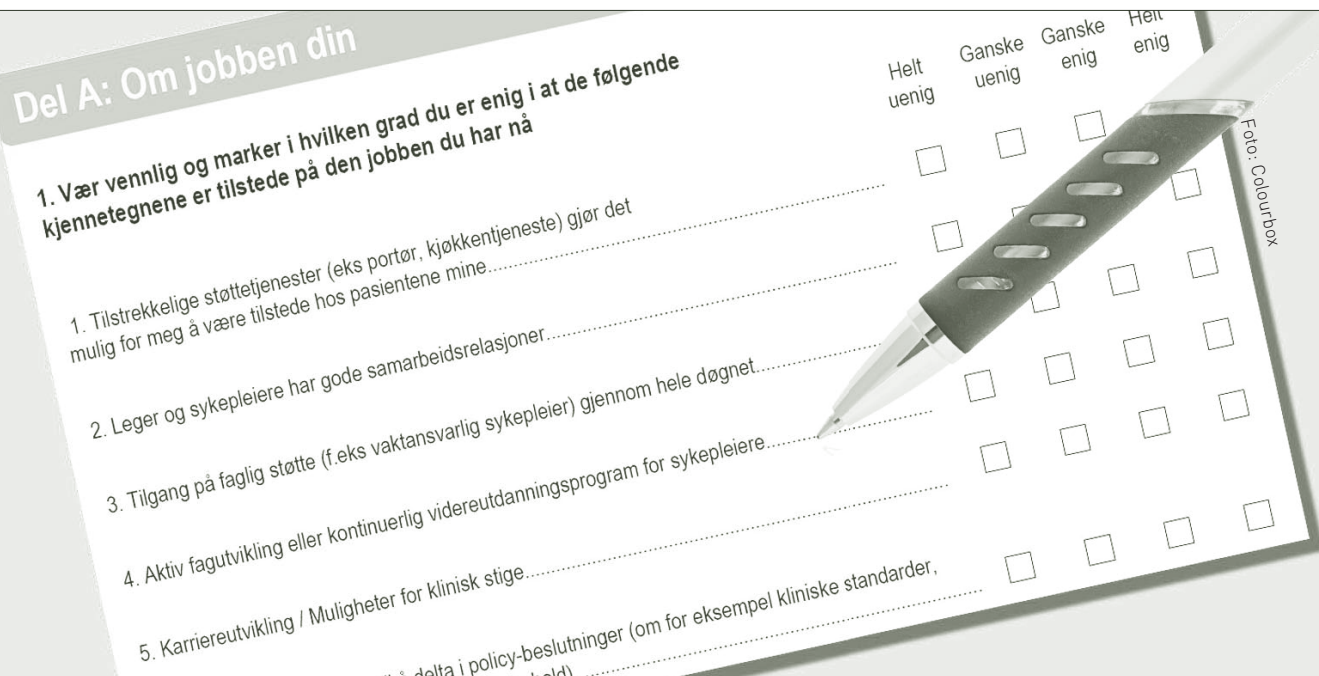 Del A: Om jobben din
1. Vær vennlig og marker i hvilken grad du er enig i at de følgende
kjennetegnene er tilstede på den jobben du har nå
Helt
uenig
Ganske
uenig
Ganske
enig
Helt
enig
1. Tilstrekkelige støttetjenester (eks portør, kjøkkentjeneste) gjør det
mulig for meg å være tilstede hos pasientene mine
2. Leger og sykepleiere har gode samarbeidsrelasjoner
3. Tilgang på faglig støtte (f.eks vaktansvarlig sykepleier) gjennom hele døgnet
4. Aktiv fagutvikling eller kontinuerlig videreutdanningsprogram for sykepleiere
5. Karriereutvikling / Muligheter for klinisk stige
delta i policy-beslutninger (om for eksempel kliniske standarder,
Foto: Colourbox